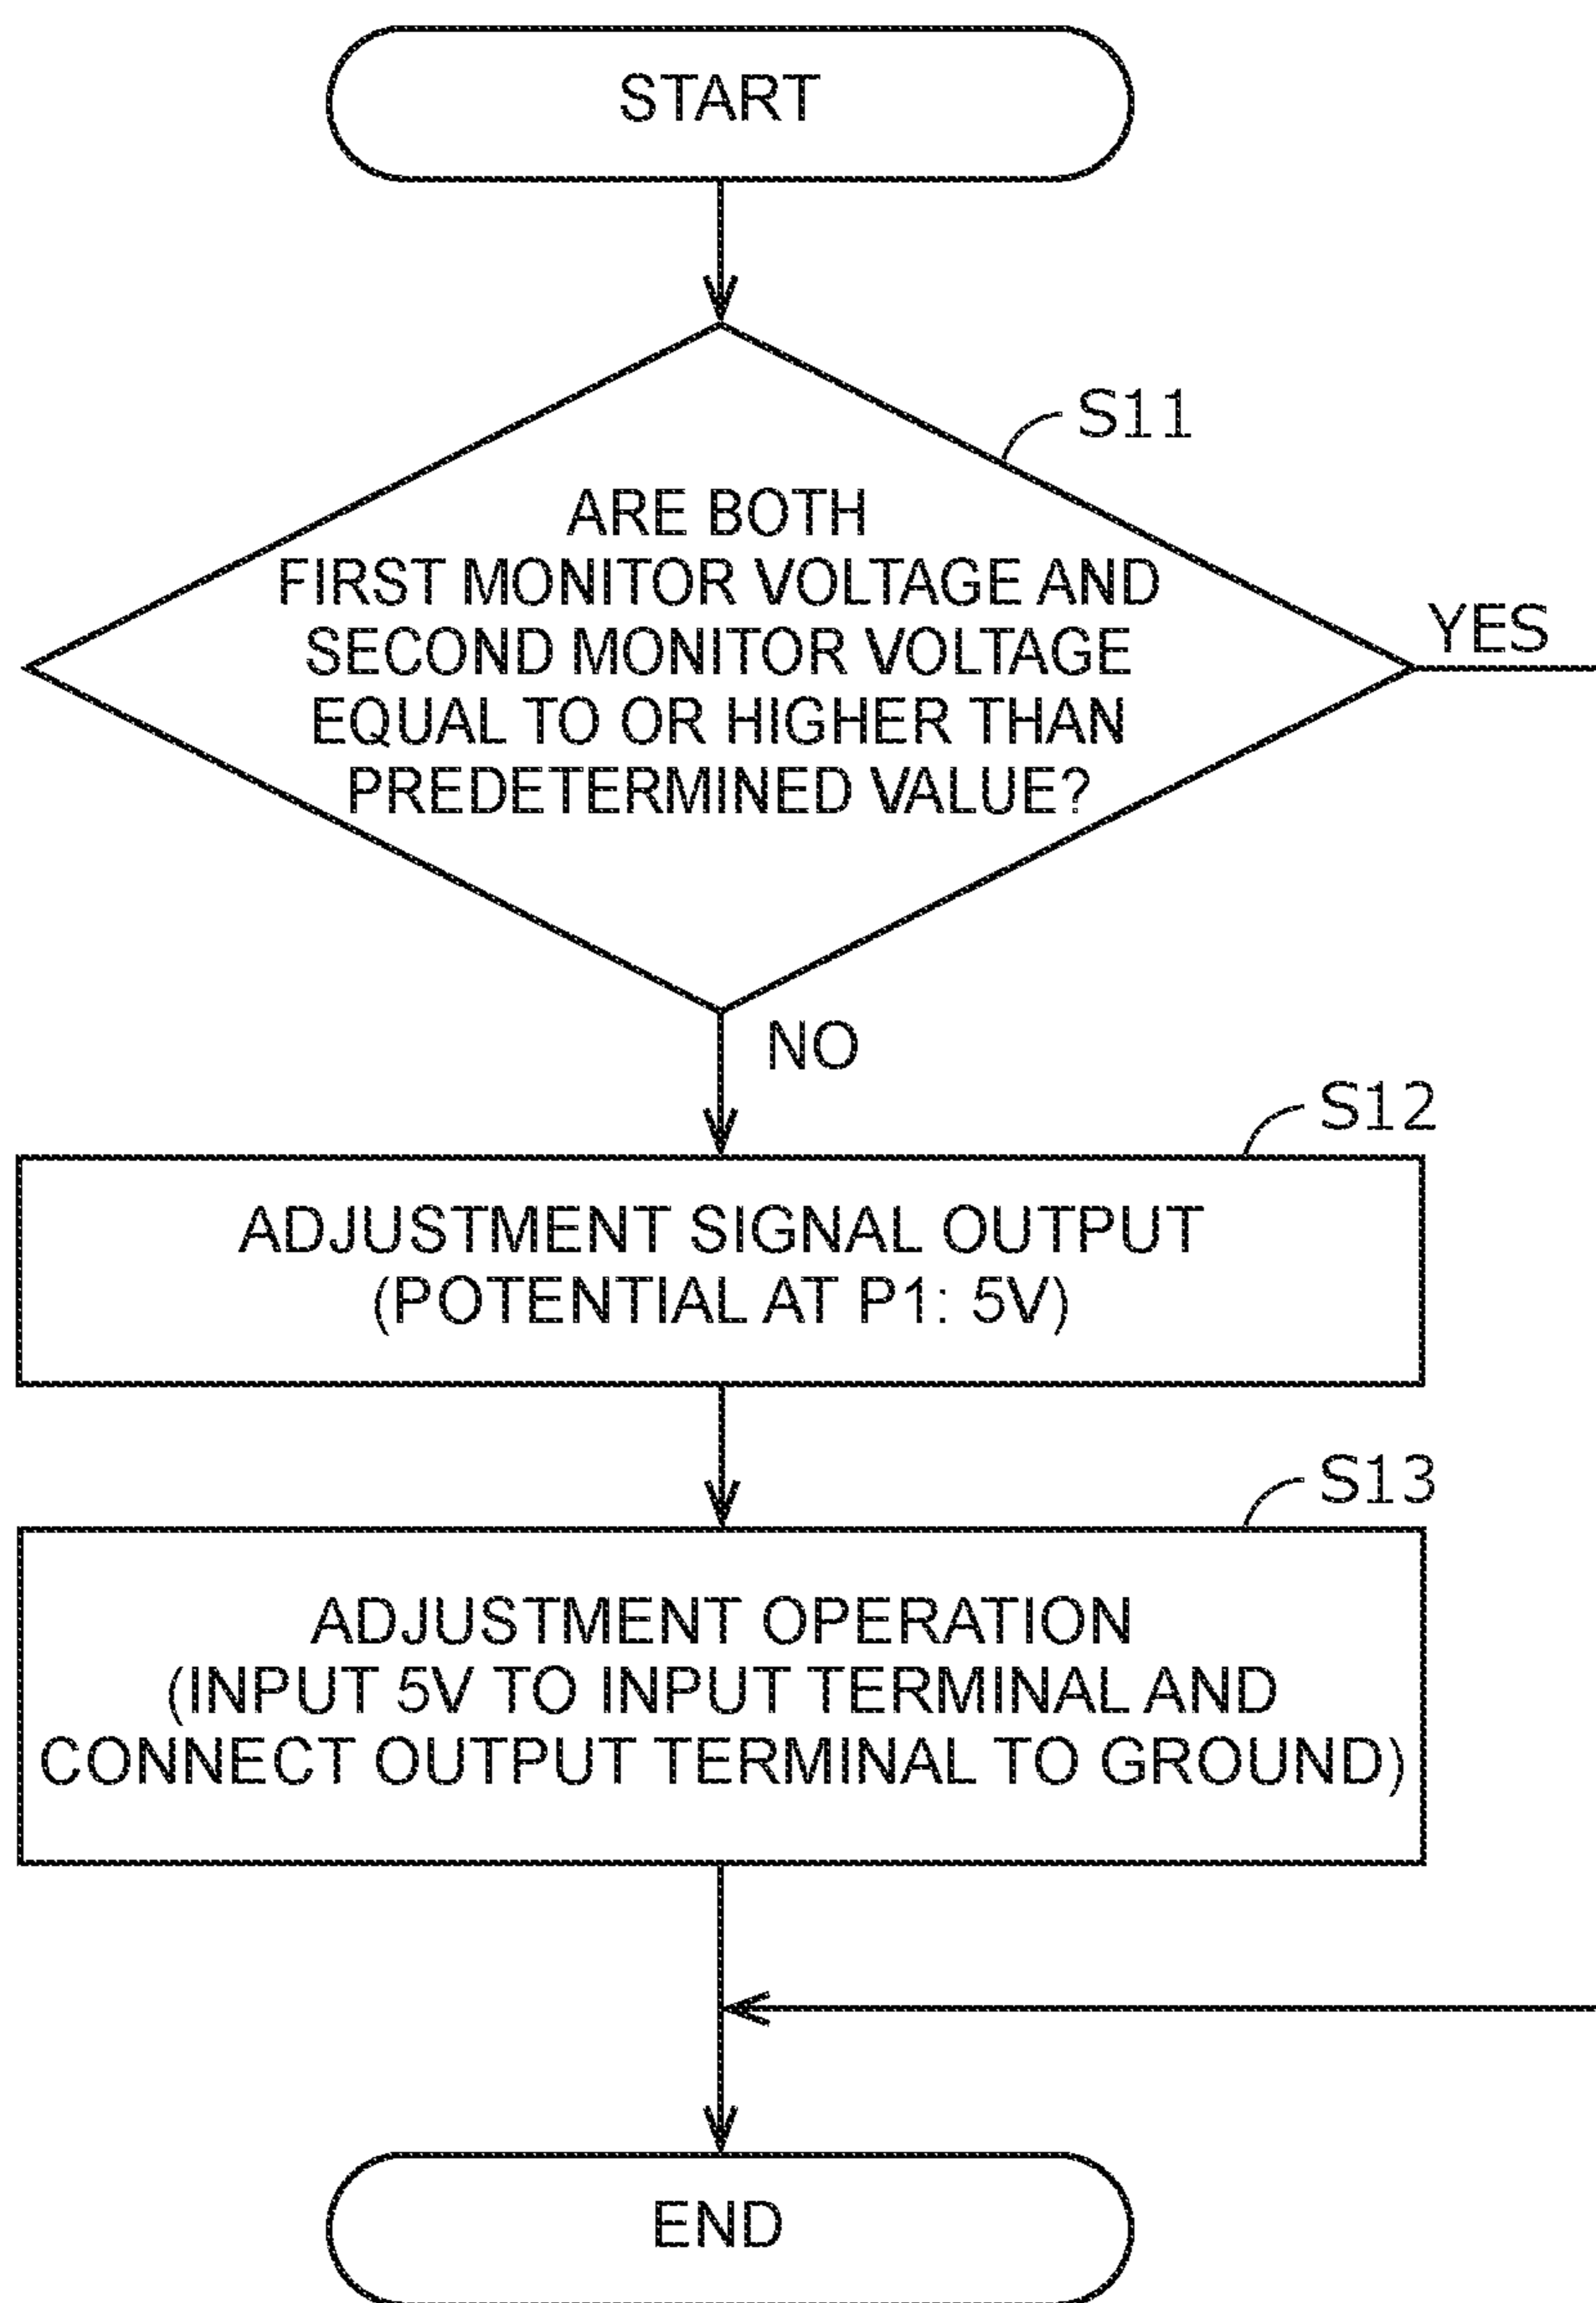 START
S11
ARE BOTH
FIRST MONITOR VOLTAGE AND
SECOND MONITOR VOLTAGE
EQUAL TO OR HIGHER THAN
PREDETERMINED VALUE?
YES
NO
S12
ADJUSTMENT SIGNAL OUTPUT
(POTENTIAL AT P1: 5V)
S13
ADJUSTMENT OPERATION
(INPUT 5V TO INPUT TERMINAL AND
CONNECT OUTPUT TERMINAL TO GROUND)
END